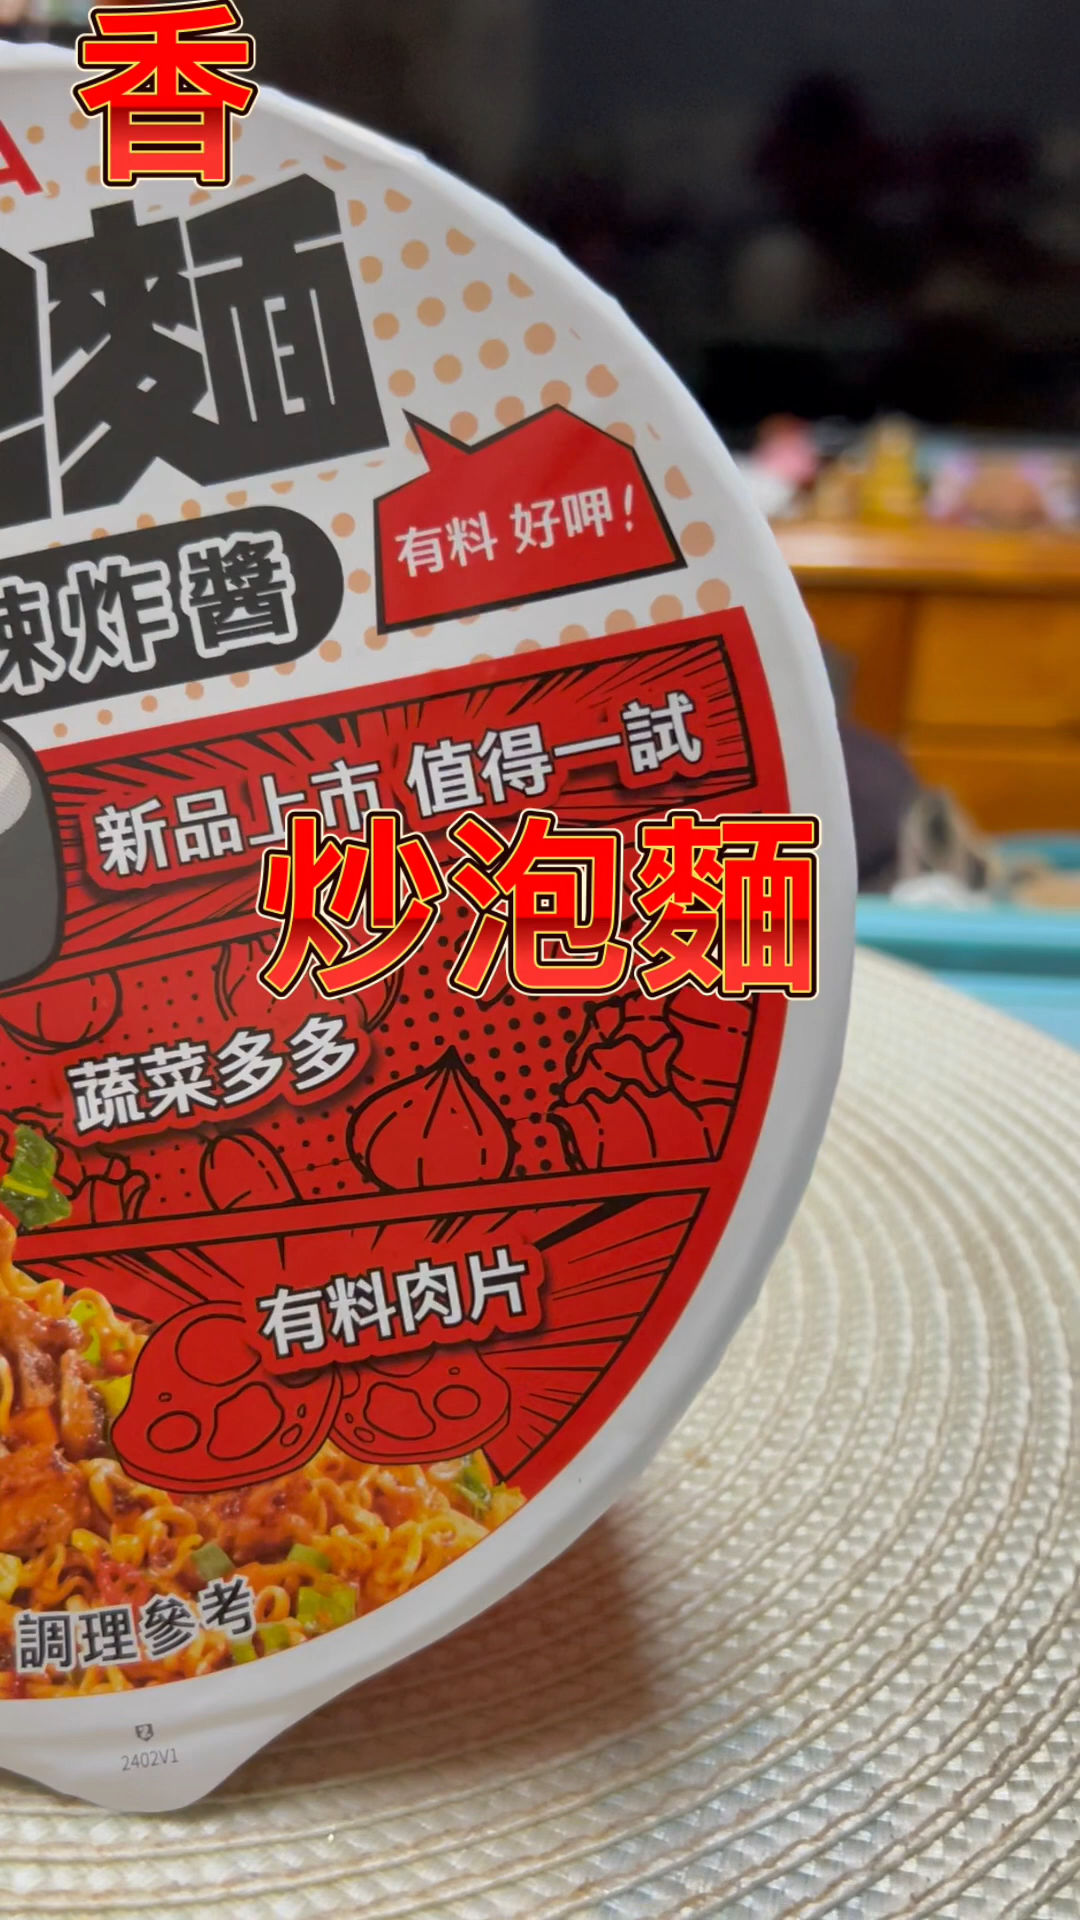 香
A
麵
辣炸醬
有料 好呷!
新品上市 值得一試
炒泡麵
蔬菜多多
有料肉片
調理參考
2
2402V1